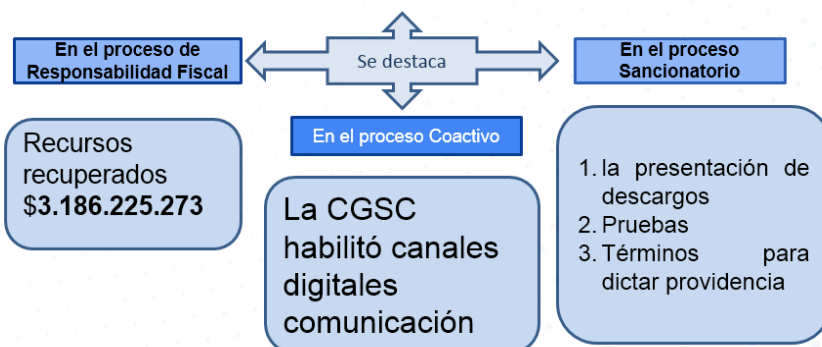 En el proceso de
Responsabilidad Fiscal
Se destaca
En el proceso
Sancionatorio
En el proceso Coactivo
Recursos
recuperados
$3.186.225.273
La CGSC
habilitó canales
digitales
comunicación
1. la presentación de
descargos
2. Pruebas
3. Términos para
dictar providencia